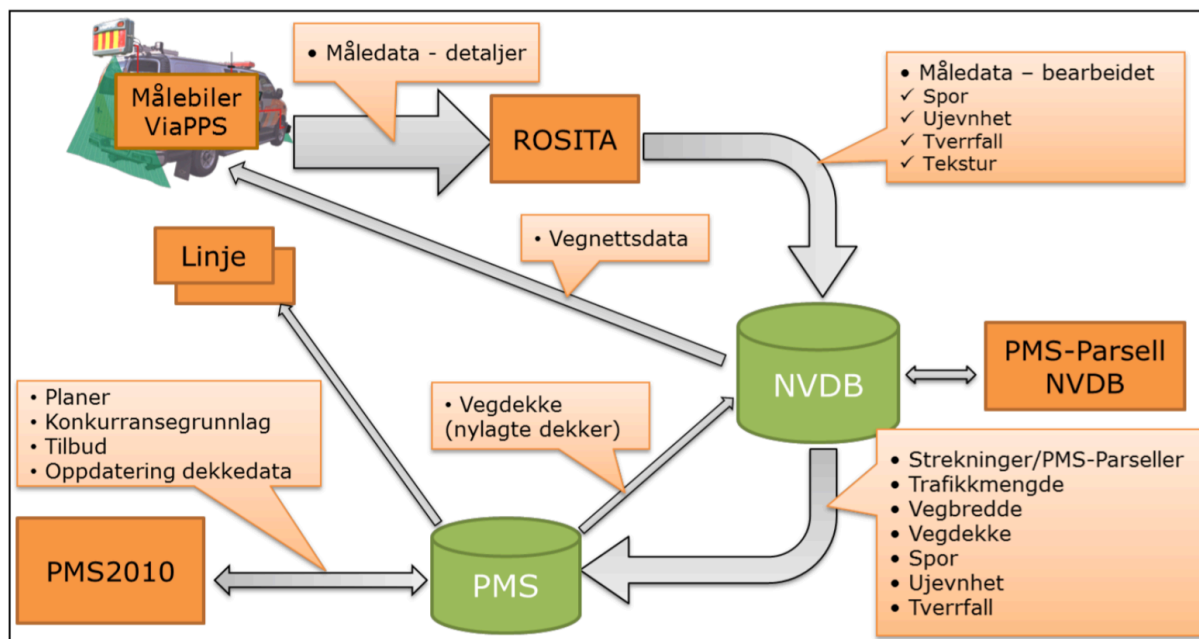 • Måledata - detaljer
Målebiler
ViaPPS
ROSITA
• Måledata – bearbeidet
✓ Spor
✓ Ujevnhet
✓ Tverrfall
✓ Tekstur
Linje
• Vegnettsdata
NVDB
PMS-Parsell
NVDB
• Planer
• Konkurransegrunnlag
• Tilbud
• Oppdatering dekkedata
• Vegdekke
(nylagte dekker)
• Strekninger/PMS-Parseller
• Trafikkmengde
• Vegbredde
• Vegdekke
• Spor
• Ujevnhet
• Tverrfall
PMS2010
PMS